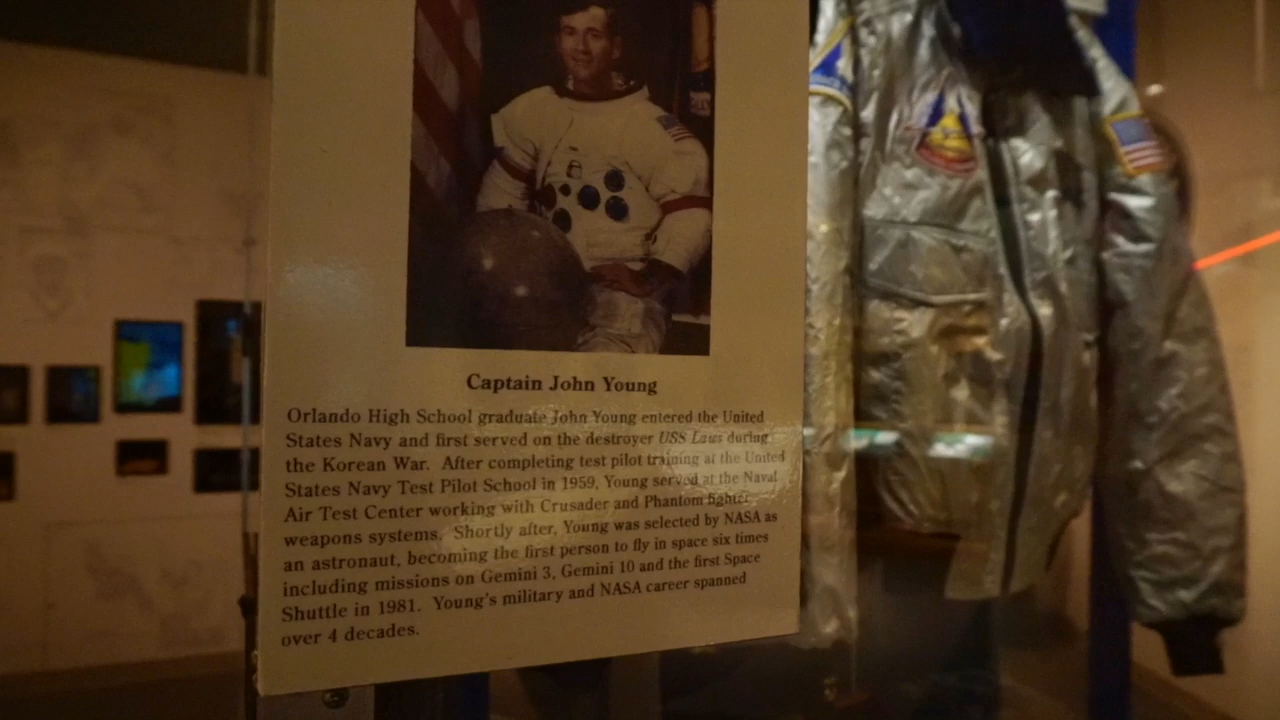 Captain John Young
Orlando High School graduate John Young entered the United
States Navy and first served on the destroyer USS Laws during
the Korean War. After completing test pilot training at the United
States Navy Test Pilot School in 1959, Young served at the Naval
Air Test Center working with Crusader and Phantom fighter
weapons systems. Shortly after, Young was selected by NASA as
an astronaut, becoming the first person to fly in space six times
including missions on Gemini 3, Gemini 10 and the first Space
Shuttle in 1981. Young's military and NASA career spanned
over 4 decades.